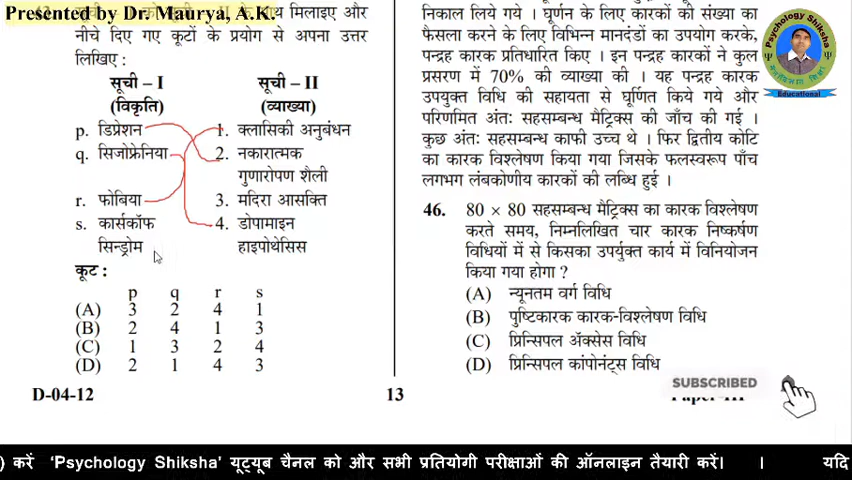 Presented by Dr. Maurya, A.K.
के साथ मिलाइए और
नीचे दिए गए कूटों के प्रयोग से अपना उत्तर
लिखिए :
सूची – I सूची – II
(विकृति) (व्याख्या)
p. डिप्रेशन 1. क्लासिकी अनुबंधन
q. सिजोफ्रेनिया 2. नकारात्मक
गुणारोपण शैली
r. फोबिया 3. मदिरा आसक्ति
s. कार्सकॉफ 4. डोपामाइन
सिन्ड्रोम हाइपोथेसिस
कूट :
p q r s
(A) 3 2 4 1
(B) 2 4 1 3
(C) 1 3 2 4
(D) 2 1 4 3
D-04-12
निकाल लिये गये । घूर्णन के लिए कारकों की संख्या का
फैसला करने के लिए विभिन्न मानदंडों का उपयोग करके,
पन्द्रह कारक प्रतिधारित किए । इन पन्द्रह कारकों ने कुल
प्रसरण में 70% की व्याख्या की । यह पन्द्रह कारक
उपयुक्त विधि की सहायता से घूर्णित किये गये और
परिणमित अंतः सहसम्बन्ध मैट्रिक्स की जाँच की गई ।
कुछ अंतः सहसम्बन्ध काफी उच्च थे । फिर द्वितीय कोटि
का कारक विश्लेषण किया गया जिसके फलस्वरूप पाँच
लगभग लंबकोणीय कारकों की लब्धि हुई ।
46. 80 × 80 सहसम्बन्ध मैट्रिक्स का कारक विश्लेषण
करते समय, निम्नलिखित चार कारक निष्कर्षण
विधियों में से किसका उपर्युक्त कार्य में विनियोजन
किया गया होगा ?
(A) न्यूनतम वर्ग विधि
(B) पुष्टिकारक कारक-विश्लेषण विधि
(C) प्रिन्सिपल ॲक्सेस विधि
(D) प्रिन्सिपल कांपोनंट्स विधि
13
Paper-III
Psychology Shiksha
Educational
SUBSCRIBED
) करें 'Psychology Shiksha' यूट्यूब चैनल को और सभी प्रतियोगी परीक्षाओं की ऑनलाइन तैयारी करें। । यदि